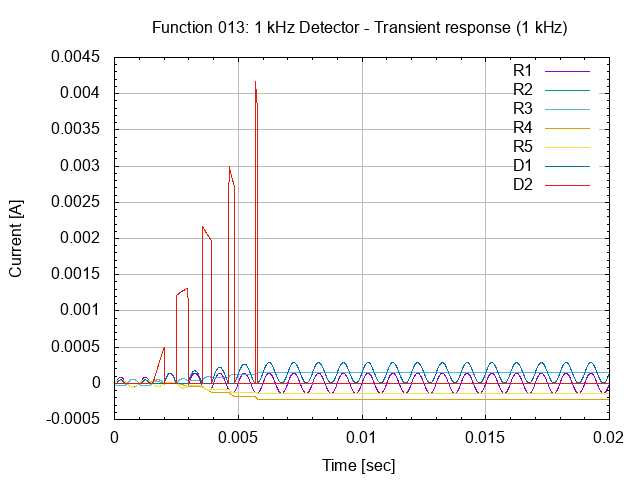 Function 013: 1 kHz Detector - Transient response (1 kHz)
0.0045
0.004
0.0035
0.003
0.0025
0.002
0.0015
0.001
0.0005
0
-0.0005
Current [A]
R1
R2
R3
R4
R5
D1
D2
0 0.005 0.01 0.015 0.02
Time [sec]